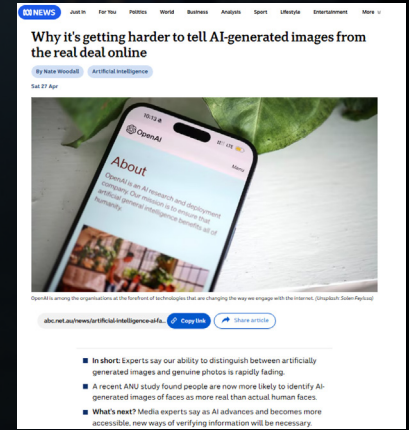 NEWS
Just In For You Politics World Business Analysis Sport Lifestyle Entertainment More
Why it's getting harder to tell AI-generated images from
the real deal online
By Nate Woodall Artificial Intelligence
Sat 27 Apr
10:13
LTE
OpenAI
Menu
About
OpenAI is an AI research and deployment
company. Our mission is to ensure that
artificial general intelligence benefits all of
humanity.
OpenAI is among the organisations at the forefront of technologies that are changing the way we engage with the internet. (Unsplash: Solen Feyissa)
abc.net.au/news/artificial-intelligence-ai-fa... Copy link Share article
In short: Experts say our ability to distinguish between artificially
generated images and genuine photos is rapidly fading.
A recent ANU study found people are now more likely to identify AI-
generated images of faces as more real than actual human faces.
What's next? Media experts say as AI advances and becomes more
accessible, new ways of verifying information will be necessary.